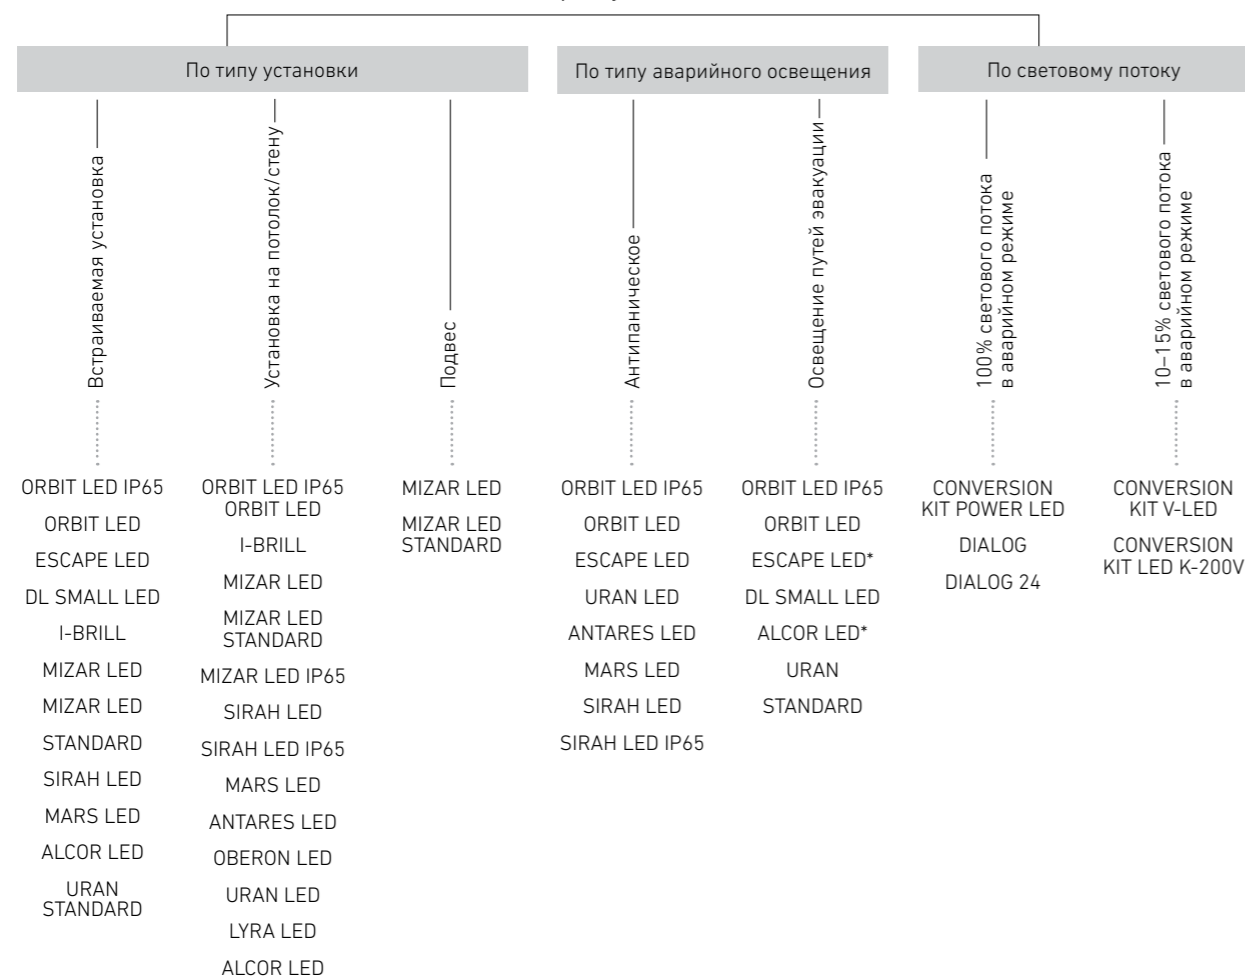 По типу установки
По типу аварийного освещения
По световому потоку
Встраиваемая установка
Установка на потолок/стену
Подвес
Антипаническое
Освещение путей эвакуации
100% светового потока
в аварийном режиме
10–15% светового потока
в аварийном режиме
ORBIT LED IP65
ORBIT LED
ESCAPE LED
DL SMALL LED
I-BRILL
MIZAR LED
MIZAR LED
STANDARD
SIRAH LED
MARS LED
ALCOR LED
URAN
STANDARD
ORBIT LED IP65
ORBIT LED
I-BRILL
MIZAR LED
MIZAR LED
STANDARD
MIZAR LED IP65
SIRAH LED
SIRAH LED IP65
MARS LED
ANTARES LED
OBERON LED
URAN LED
LYRA LED
ALCOR LED
MIZAR LED
MIZAR LED
STANDARD
ORBIT LED IP65
ORBIT LED
ESCAPE LED
URAN LED
ANTARES LED
MARS LED
SIRAH LED
SIRAH LED IP65
ORBIT LED IP65
ORBIT LED
ESCAPE LED*
DL SMALL LED
ALCOR LED*
URAN
STANDARD
CONVERSION
KIT POWER LED
DIALOG
DIALOG 24
CONVERSION
KIT V-LED
CONVERSION
KIT LED K-200V